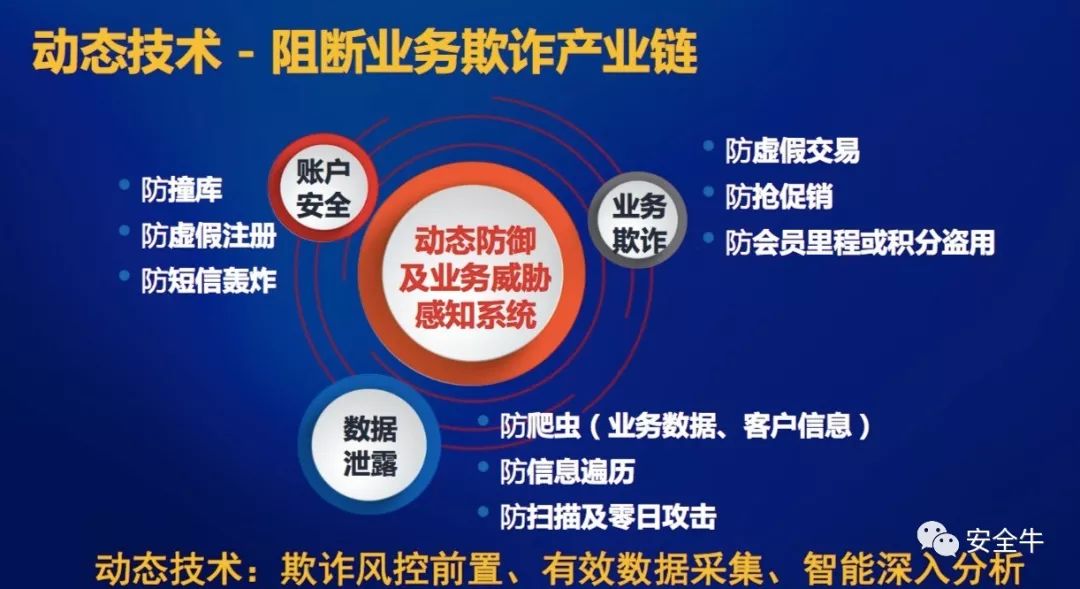 动态技术 - 阻断业务欺诈产业链
账户
安全
防撞库
防虚假注册
防短信轰炸
动态防御
及业务威胁
感知系统
业务
欺诈
防虚假交易
防抢促销
防会员里程或积分盗用
数据
泄露
防爬虫（业务数据、客户信息）
防信息遍历
防扫描及零日攻击
安全牛
动态技术：欺诈风控前置、有效数据采集、智能深入分析